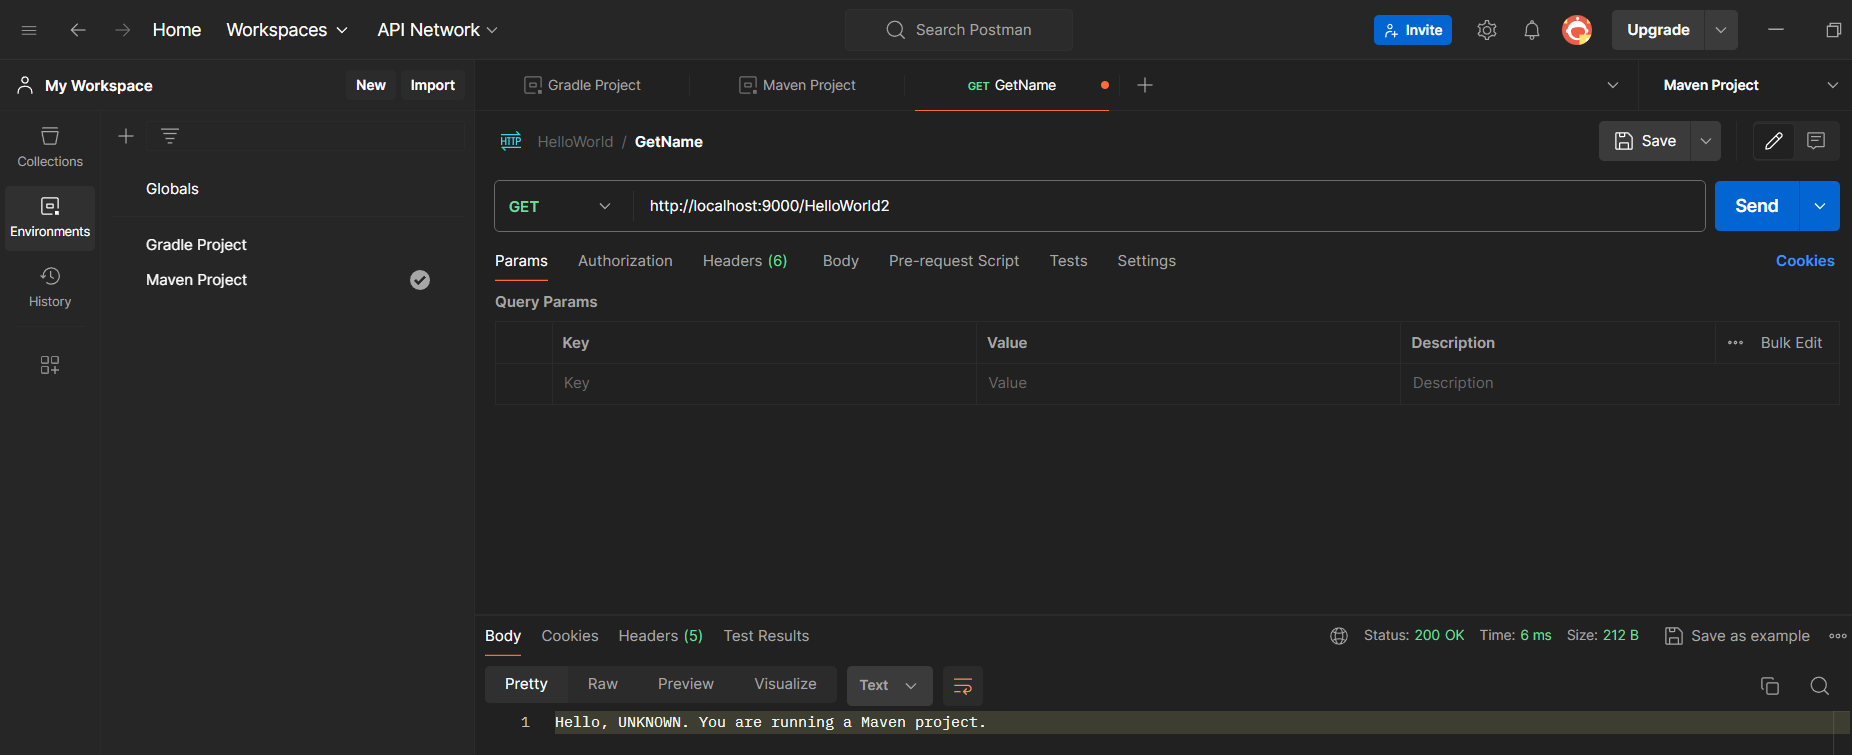 Home Workspaces API Network Search Postman Invite Upgrade
My Workspace New Import Gradle Project Maven Project GET GetName Maven Project
Collections
Environments
History
Globals
Gradle Project
Maven Project
HTTP HelloWorld / GetName Save
GET http://localhost:9000/HelloWorld2 Send
Params Authorization Headers (6) Body Pre-request Script Tests Settings Cookies
Query Params
Key Value Description Bulk Edit
Key Value Description
Body Cookies Headers (5) Test Results Status: 200 OK Time: 6 ms Size: 212 B Save as example
Pretty Raw Preview Visualize Text
1 Hello, UNKNOWN. You are running a Maven project.